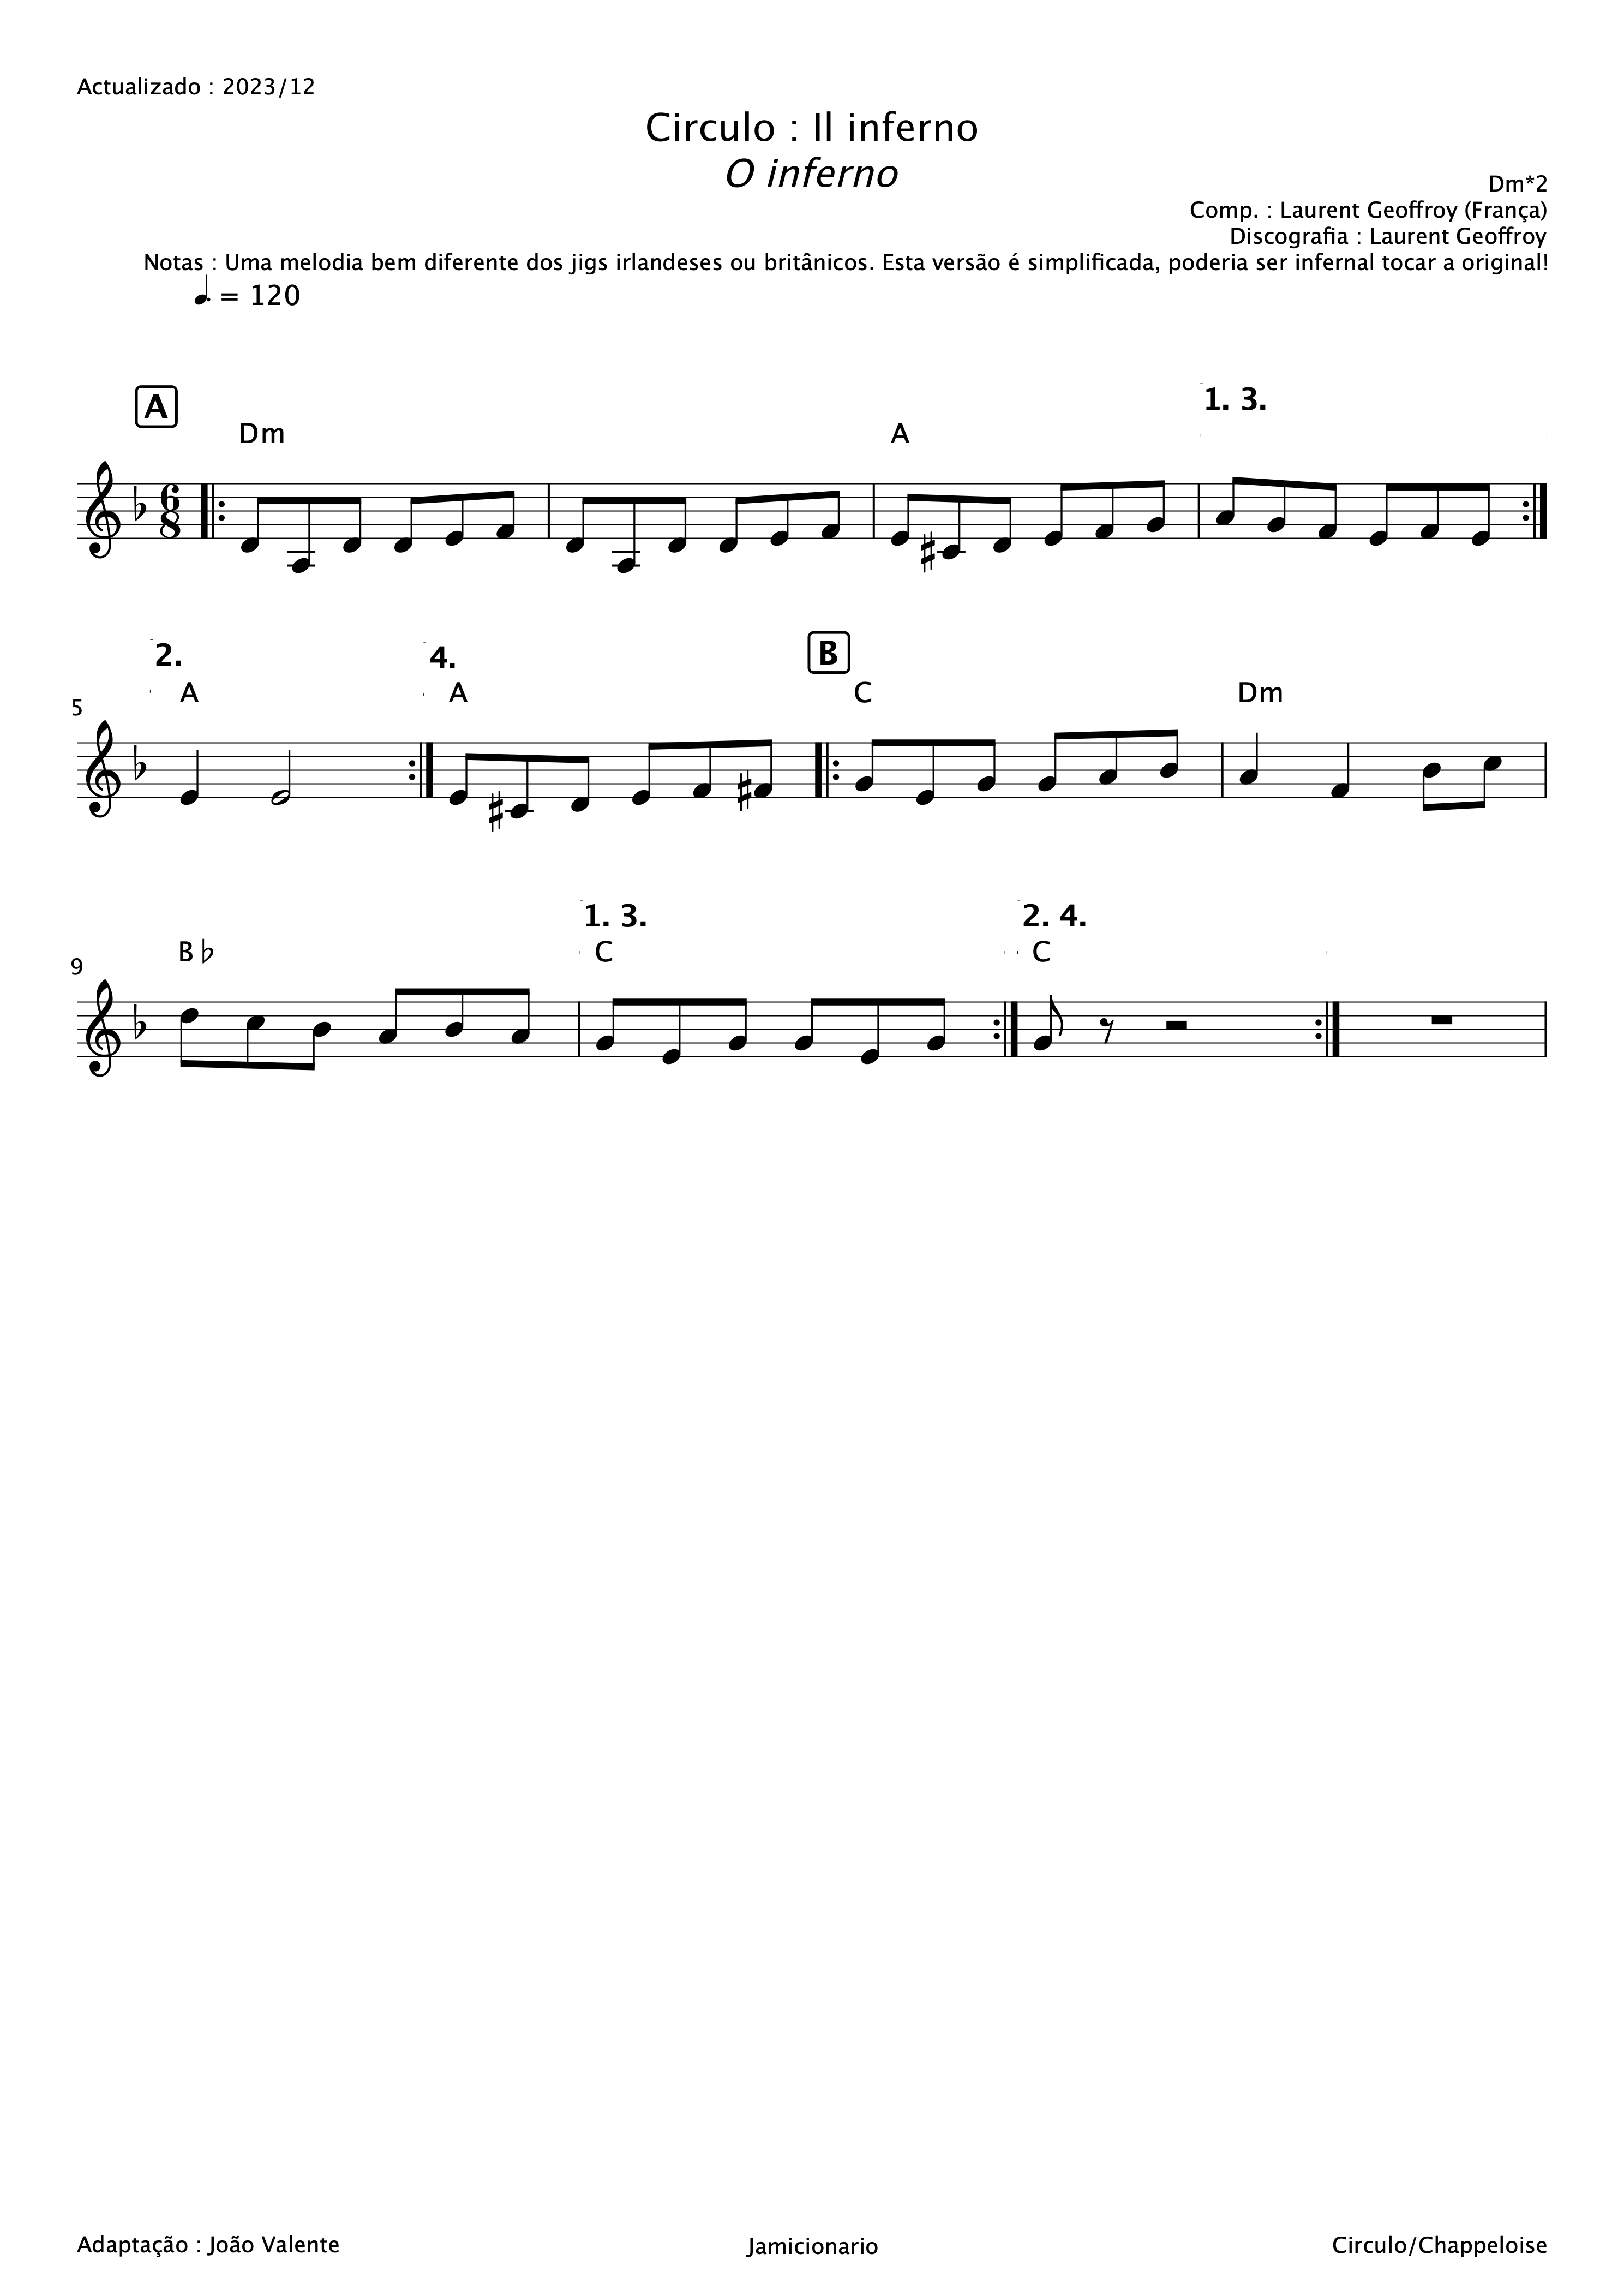 Actualizado : 2023/12
Circulo : Il inferno
O inferno
Dm*2
Comp. : Laurent Geoffroy (França)
Discografia : Laurent Geoffroy
Notas : Uma melodia bem diferente dos jigs irlandeses ou britânicos. Esta versão é simplificada, poderia ser infernal tocar a original!
♩. = 120
A 1. 3.
Dm A
6
8
2. 4. B
A A C Dm
5
1. 3. 2. 4.
B♭ C C
9
Adaptação : João Valente Jamicionario Circulo/Chappeloise